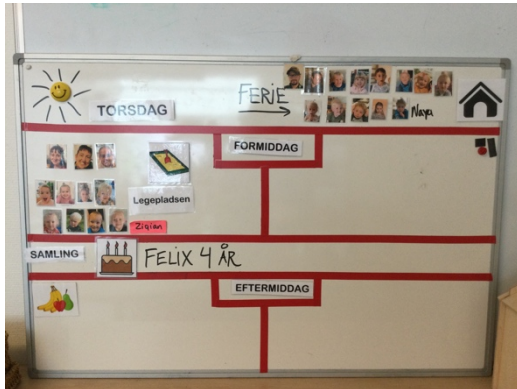 TORSDAG
FERIE
Naya
FORMIDDAG
Legepladsen
Ziqian
SAMLING
FELIX 4 ÅR
EFTERMIDDAG